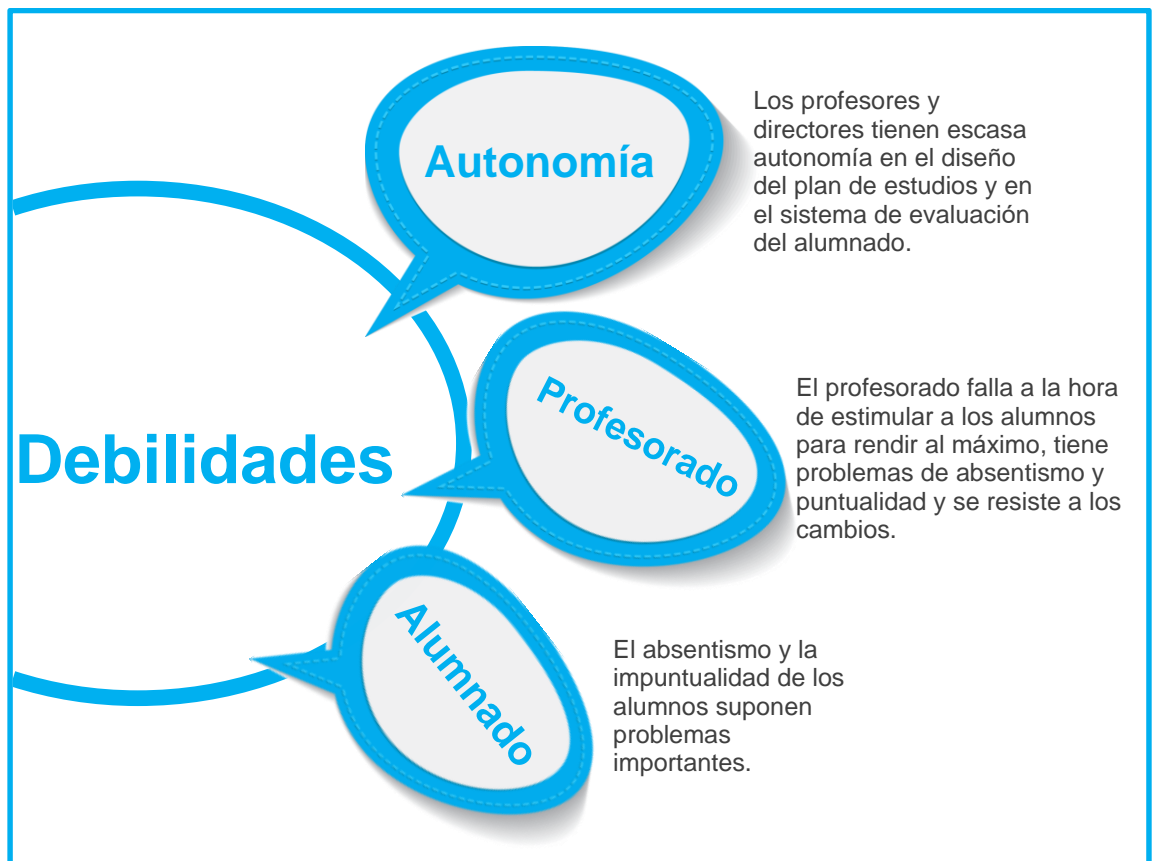 Debilidades
Autonomía
Los profesores y
directores tienen escasa
autonomía en el diseño
del plan de estudios y en
el sistema de evaluación
del alumnado.
Profesorado
El profesorado falla a la hora
de estimular a los alumnos
para rendir al máximo, tiene
problemas de absentismo y
puntualidad y se resiste a los
cambios.
Alumnado
El absentismo y la
impuntualidad de los
alumnos suponen
problemas
importantes.